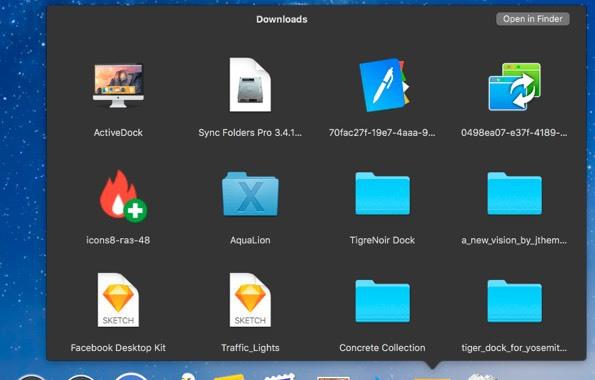 Downloads
Open in Finder
ActiveDock
Sync Folders Pro 3.4.1...
70fac27f-19e7-4aaa-9...
0498ea07-e37f-4189-...
icons8-газ-48
AquaLion
TigreNoir Dock
a_new_vision_by_jthem...
SKETCH
SKETCH
Facebook Desktop Kit
Traffic_Lights
Concrete Collection
tiger_dock_for_yosemit...